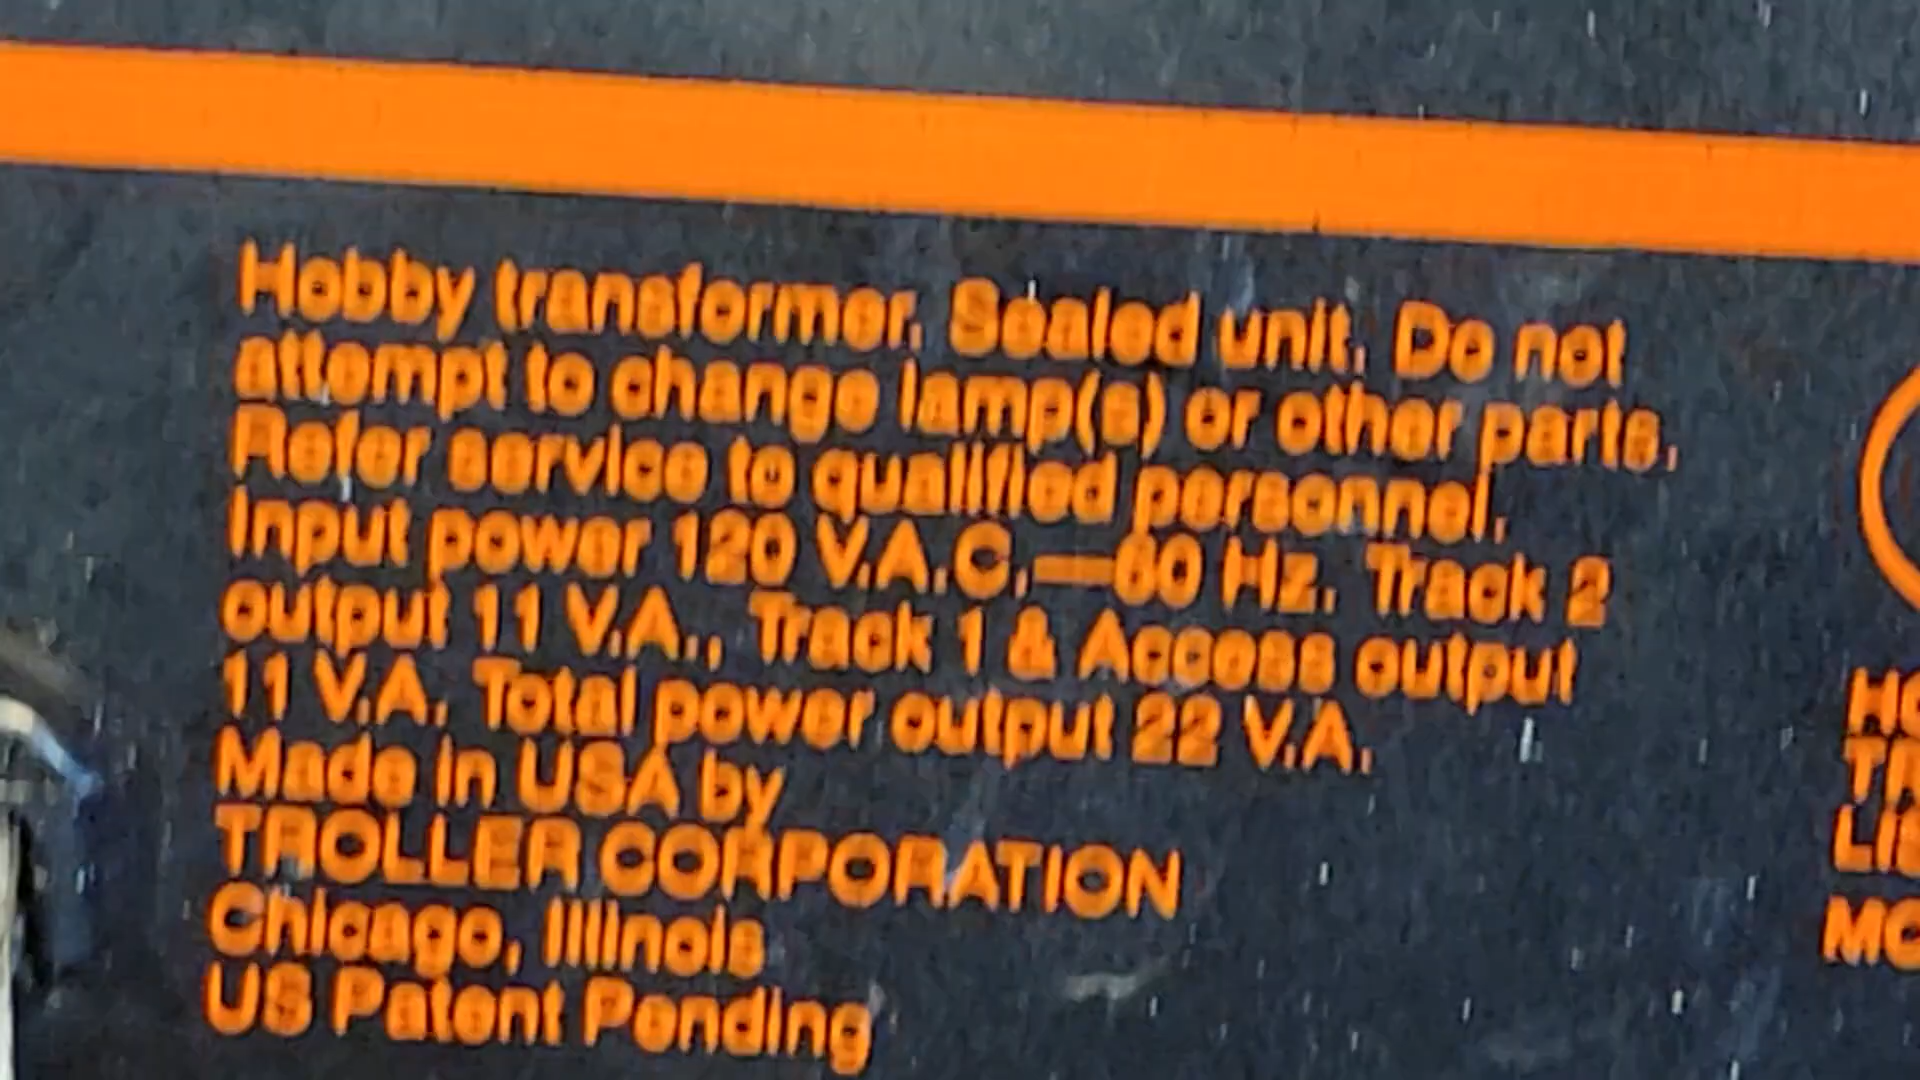 Hobby transformer. Sealed unit. Do not
attempt to change lamp(s) or other parts.
Refer service to qualified personnel.
Input power 120 V.A.C.—60 Hz. Track 2
output 11 V.A., Track 1 & Access output
11 V.A. Total power output 22 V.A.
Made in USA by
TROLLER CORPORATION
Chicago, Illinois
US Patent Pending